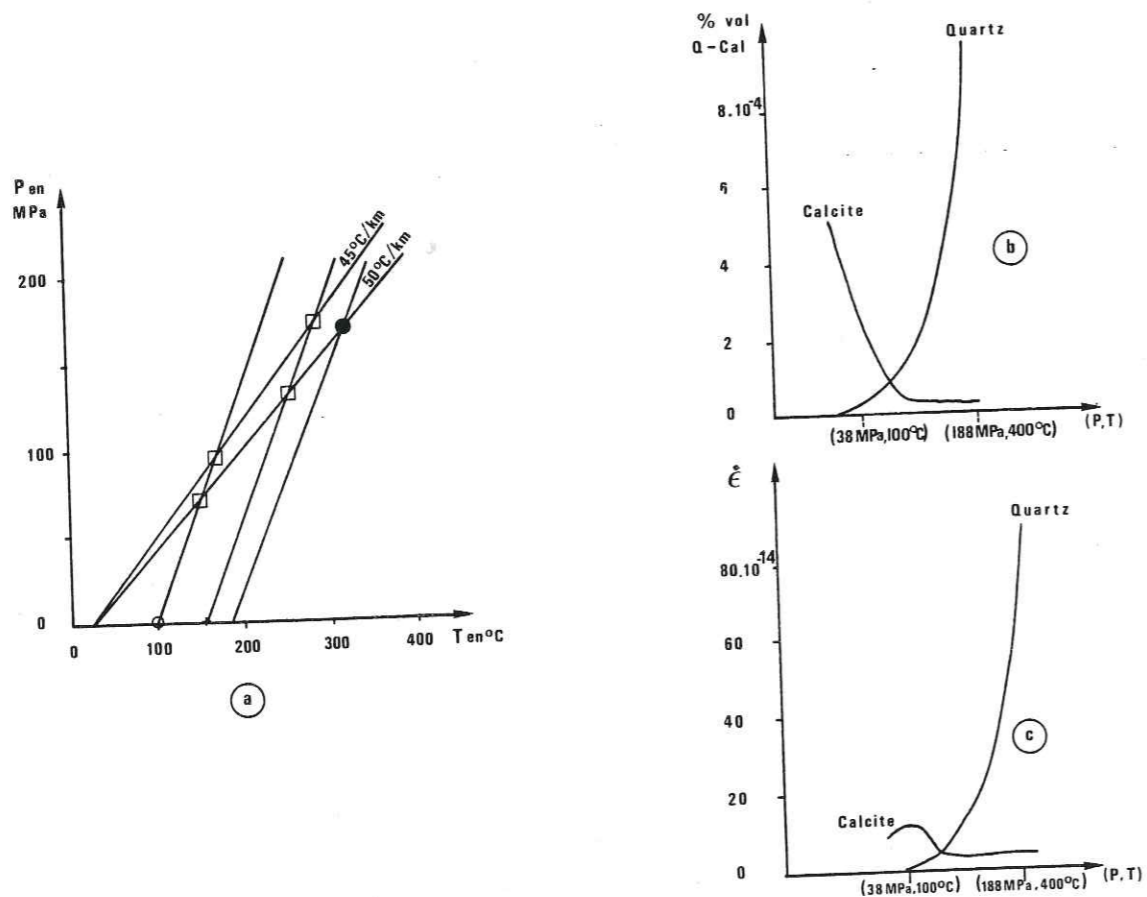 P en
MPa
200
100
0
45°C/km
50°C/km
0
100
200
300
400
T en°C
a
% vol
Q-Cal
8.10-4
6
4
2
0
Quartz
Calcite
b
(38 MPa,100°C)
(188 MPa,400°C)
(P,T)
ε̊
80.10-14
60
40
20
0
Quartz
Calcite
c
(38 MPa,100°C)
(188 MPa,400°C)
(P,T)